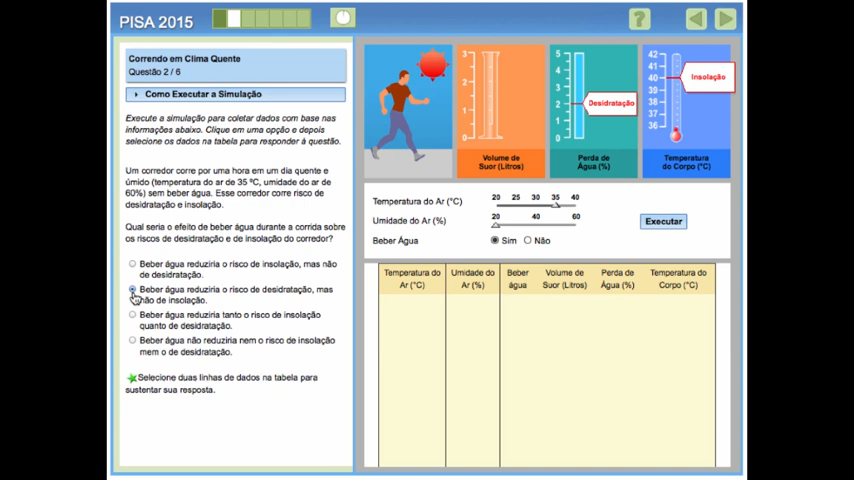 PISA 2015
?
Correndo em Clima Quente
Questão 2 / 6
Como Executar a Simulação
Execute a simulação para coletar dados com base nas
informações abaixo. Clique em uma opção e depois
selecione os dados na tabela para responder à questão.
Um corredor corre por uma hora em um dia quente e
úmido (temperatura do ar de 35 ºC, umidade do ar de
60%) sem beber água. Esse corredor corre risco de
desidratação e insolação.
Qual seria o efeito de beber água durante a corrida sobre
os riscos de desidratação e de insolação do corredor?
Beber água reduziria o risco de insolação, mas não
de desidratação.
Beber água reduziria o risco de desidratação, mas
não de insolação.
Beber água reduziria tanto o risco de insolação
quanto de desidratação.
Beber água não reduziria nem o risco de insolação
mem o de desidratação.
Selecione duas linhas de dados na tabela para
sustentar sua resposta.
3
2
1
0
Volume de
Suor (Litros)
5
4
3
2
1
0
Desidratação
Perda de
Água (%)
42
41
40
39
38
37
36
Insolação
Temperatura
do Corpo (°C)
Temperatura do Ar (°C)
20 25 30 35 40
Umidade do Ar (%)
20 40 60
Beber Água
Sim
Não
Executar
Temperatura do
Ar (°C)
Umidade do
Ar (%)
Beber
água
Volume de
Suor (Litros)
Perda de
Água (%)
Temperatura do
Corpo (°C)